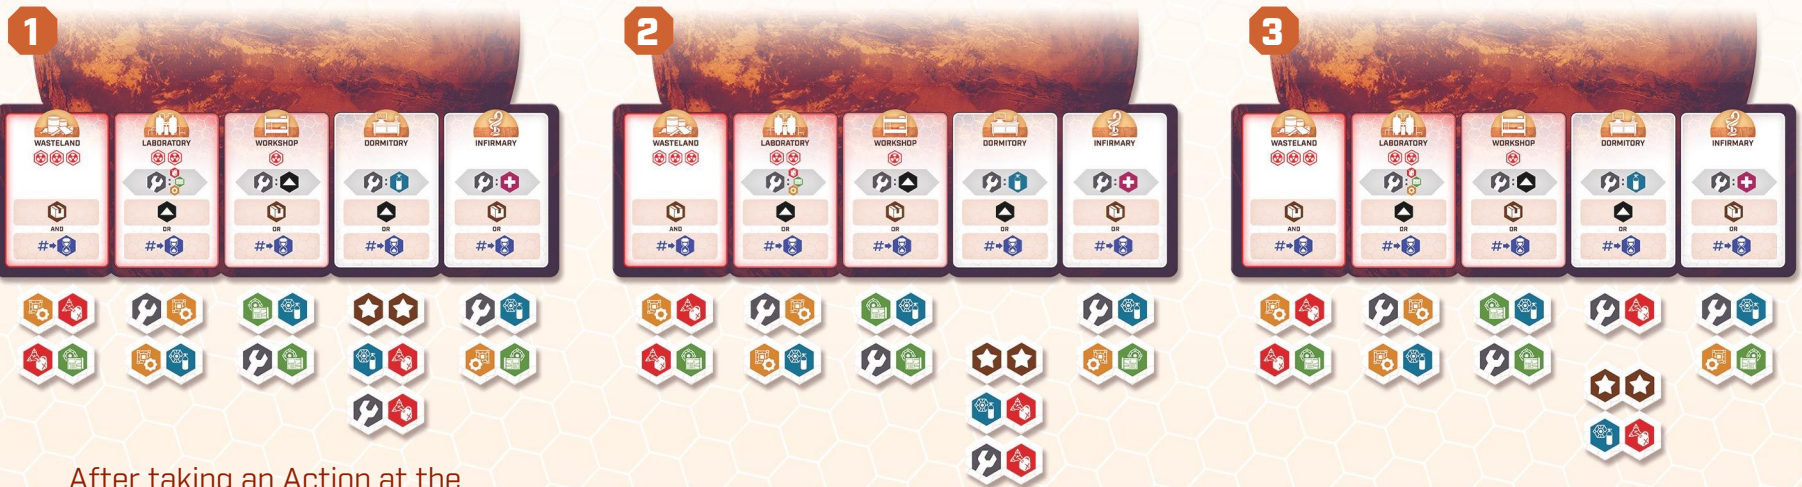 1
WASTELAND LABORATORY WORKSHOP DORMITORY INFIRMARY
: : : :
AND OR OR OR OR
#→ #→ #→ #→ #→
2
WASTELAND LABORATORY WORKSHOP DORMITORY INFIRMARY
: : : :
AND OR OR OR OR
#→ #→ #→ #→ #→
3
WASTELAND LABORATORY WORKSHOP DORMITORY INFIRMARY
: : : :
AND OR OR OR OR
#→ #→ #→ #→ #→
After taking an Action at the